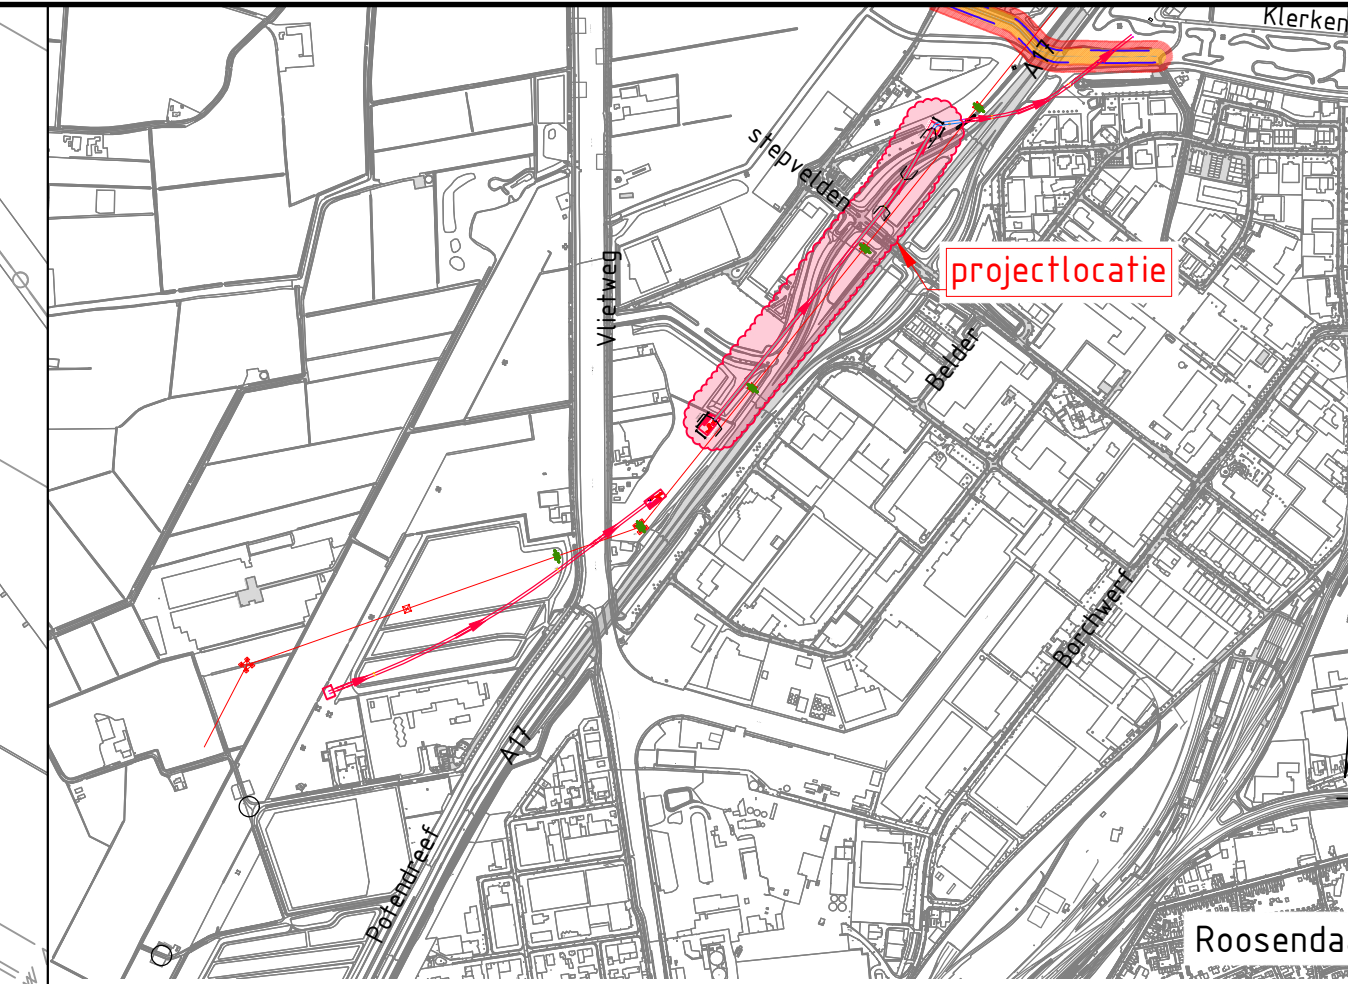 Klerken
A17
stepvelden
projectlocatie
Vlietweg
Belder
Borchwerf
A17
Potendreef
Roosenda